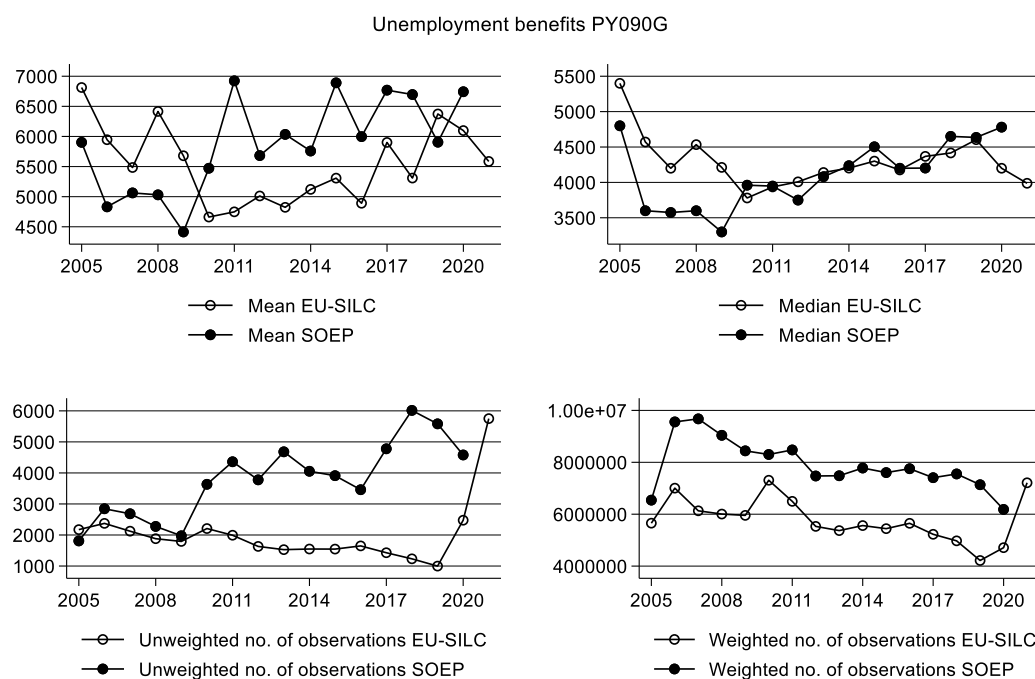 Unemployment benefits PY090G
7000
6500
6000
5500
5000
4500
2005 2008 2011 2014 2017 2020
Mean EU-SILC
Mean SOEP
5500
5000
4500
4000
3500
2005 2008 2011 2014 2017 2020
Median EU-SILC
Median SOEP
6000
5000
4000
3000
2000
1000
2005 2008 2011 2014 2017 2020
Unweighted no. of observations EU-SILC
Unweighted no. of observations SOEP
1.00e+07
8000000
6000000
4000000
2005 2008 2011 2014 2017 2020
Weighted no. of observations EU-SILC
Weighted no. of observations SOEP